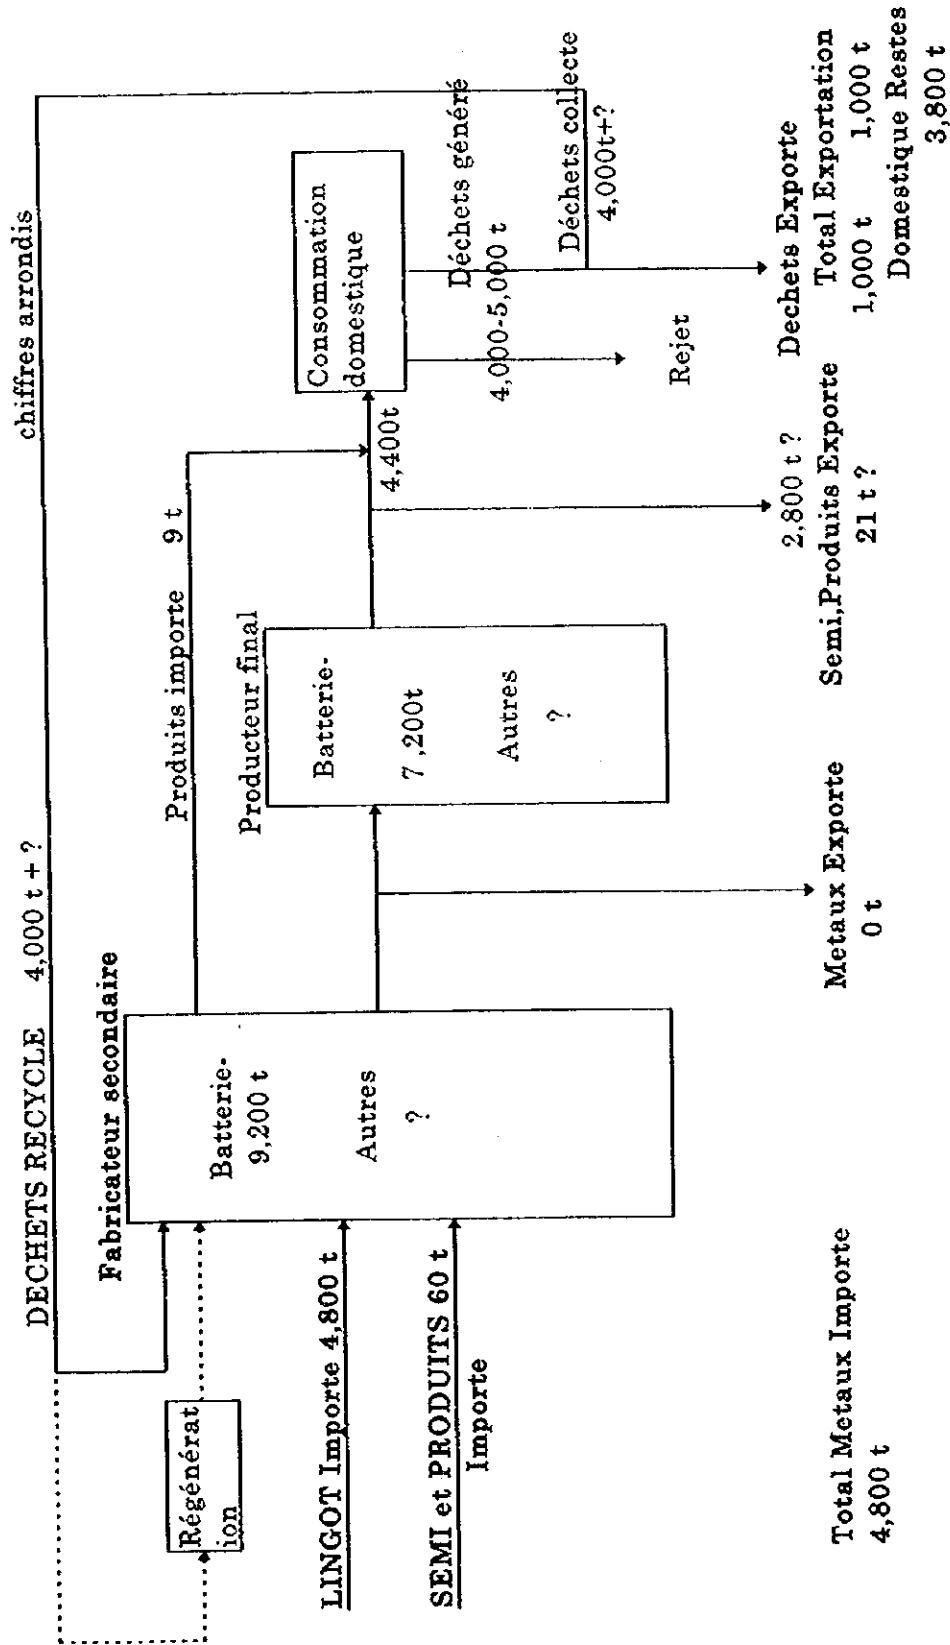 chiffres arrondis
DECHETS RECYCLE 4,000 t + ?
Fabricateur secondaire
Régénérat
ion
Batterie-
9,200 t
Autres
?
LINGOT Importe 4,800 t
SEMI et PRODUITS 60 t
Importe
Produits importe 9 t
Producteur final
Batterie-
7,200t
Autres
?
4,400t
Consommation
domestique
Déchets généré
4,000-5,000 t
Déchets collecte
4,000t+?
Rejet
Total Metaux Importe
4,800 t
Metaux Exporte
0 t
2,800 t ?
Semi,Produits Exporte
21 t ?
Dechets Exporte
Total Exportation
1,000 t 1,000 t
Domestique Restes
3,800 t